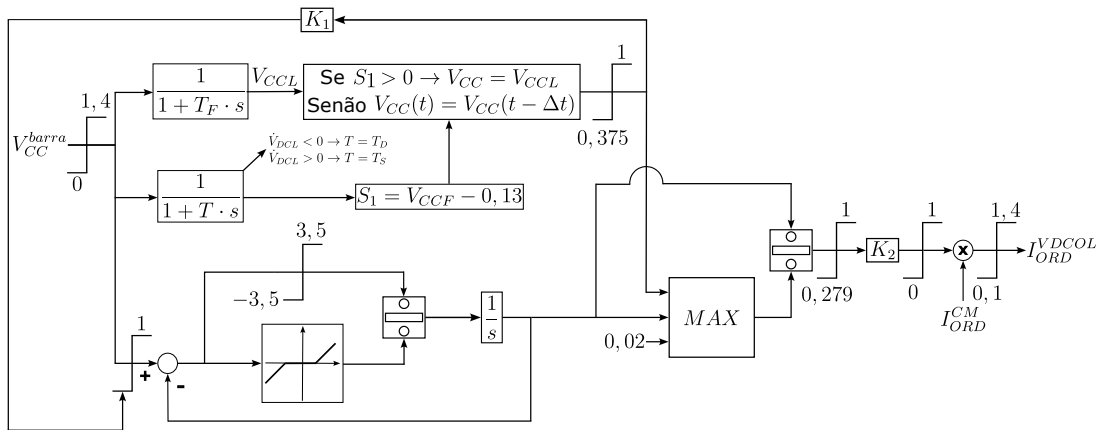 K₁
1
1
1 + T_F · s
V_CCL
Se S₁ > 0 → V_CC = V_CCL
Senão V_CC(t) = V_CC(t − Δt)
1,4
V_CC^barra
0
0,375
V̇_DCL < 0 → T = T_D
V̇_DCL > 0 → T = T_S
1
1 + T · s
S₁ = V_CCF − 0,13
3,5
−3,5
÷
1
s
1
+
-
MAX
0,02
÷
1
0,279
K₂
1
0
x
1,4
0,1
I_ORD^VDCOL
I_ORD^CM